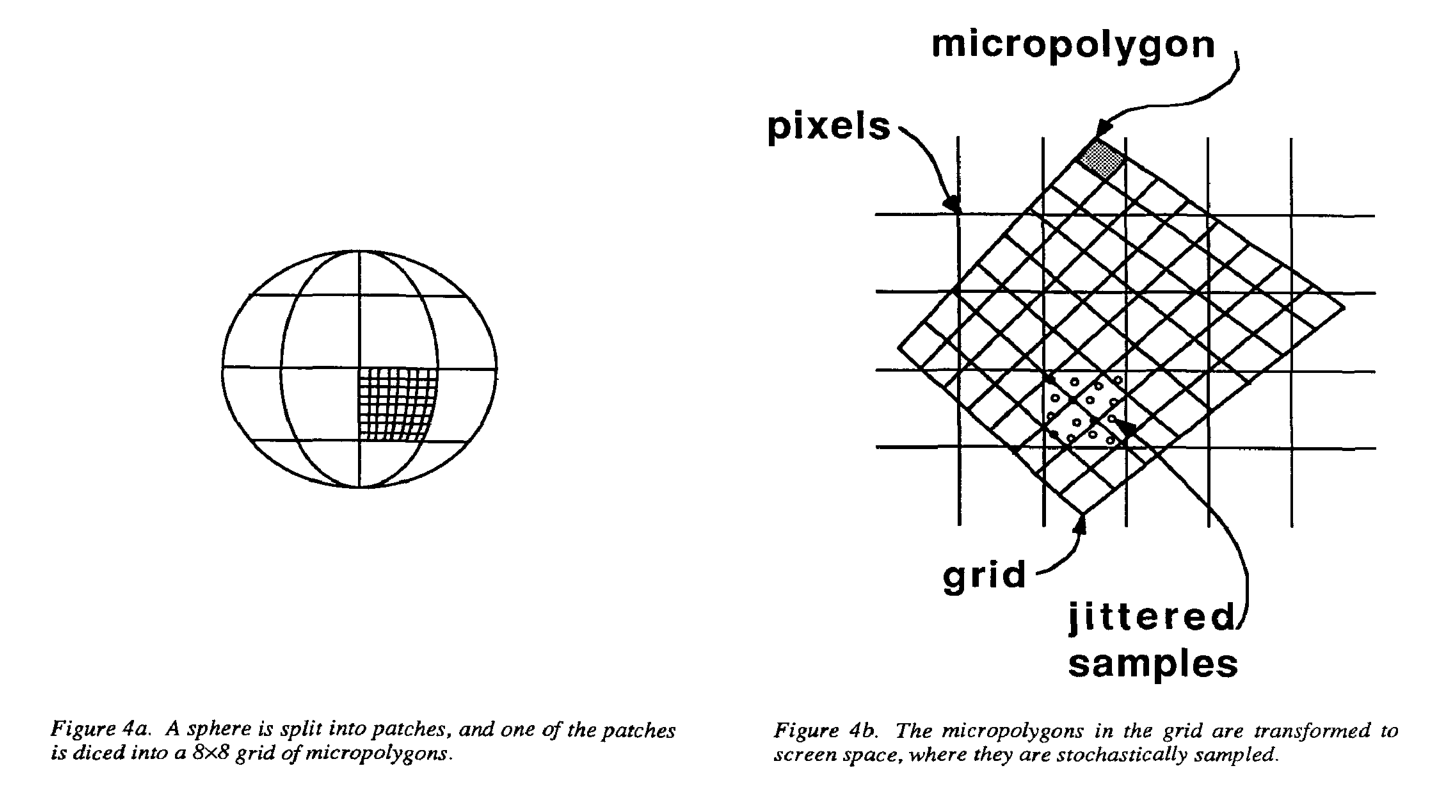 micropolygon
pixels
grid
jittered
samples
Figure 4a. A sphere is split into patches, and one of the patches
is diced into a 8×8 grid of micropolygons.
Figure 4b. The micropolygons in the grid are transformed to
screen space, where they are stochastically sampled.